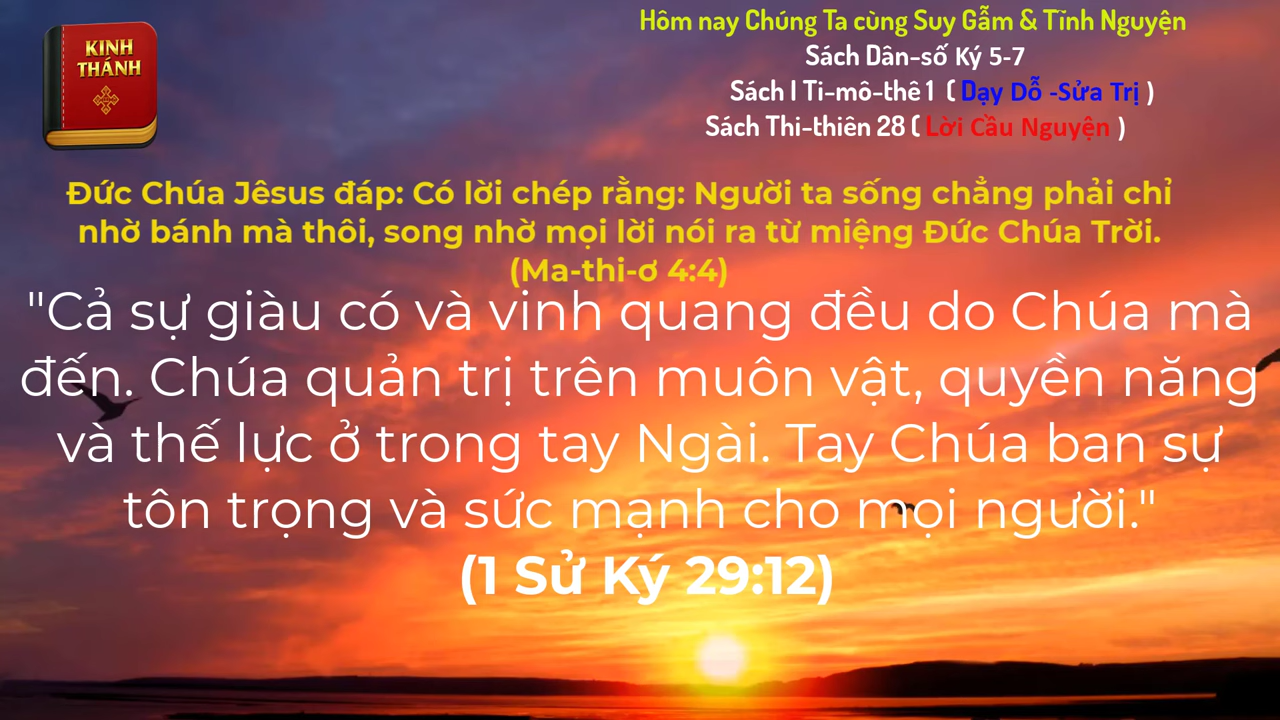 KINH
THÁNH
Hôm nay Chúng Ta cùng Suy Gẫm & Tĩnh Nguyện
Sách Dân-số Ký 5-7
Sách I Ti-mô-thê 1 ( Dạy Dỗ -Sửa Trị )
Sách Thi-thiên 28 ( Lời Cầu Nguyện )
Đức Chúa Jêsus đáp: Có lời chép rằng: Người ta sống chẳng phải chỉ
nhờ bánh mà thôi, song nhờ mọi lời nói ra từ miệng Đức Chúa Trời.
(Ma-thi-ơ 4:4)
"Cả sự giàu có và vinh quang đều do Chúa mà
đến. Chúa quản trị trên muôn vật, quyền năng
và thế lực ở trong tay Ngài. Tay Chúa ban sự
tôn trọng và sức mạnh cho mọi người."
(1 Sử Ký 29:12)